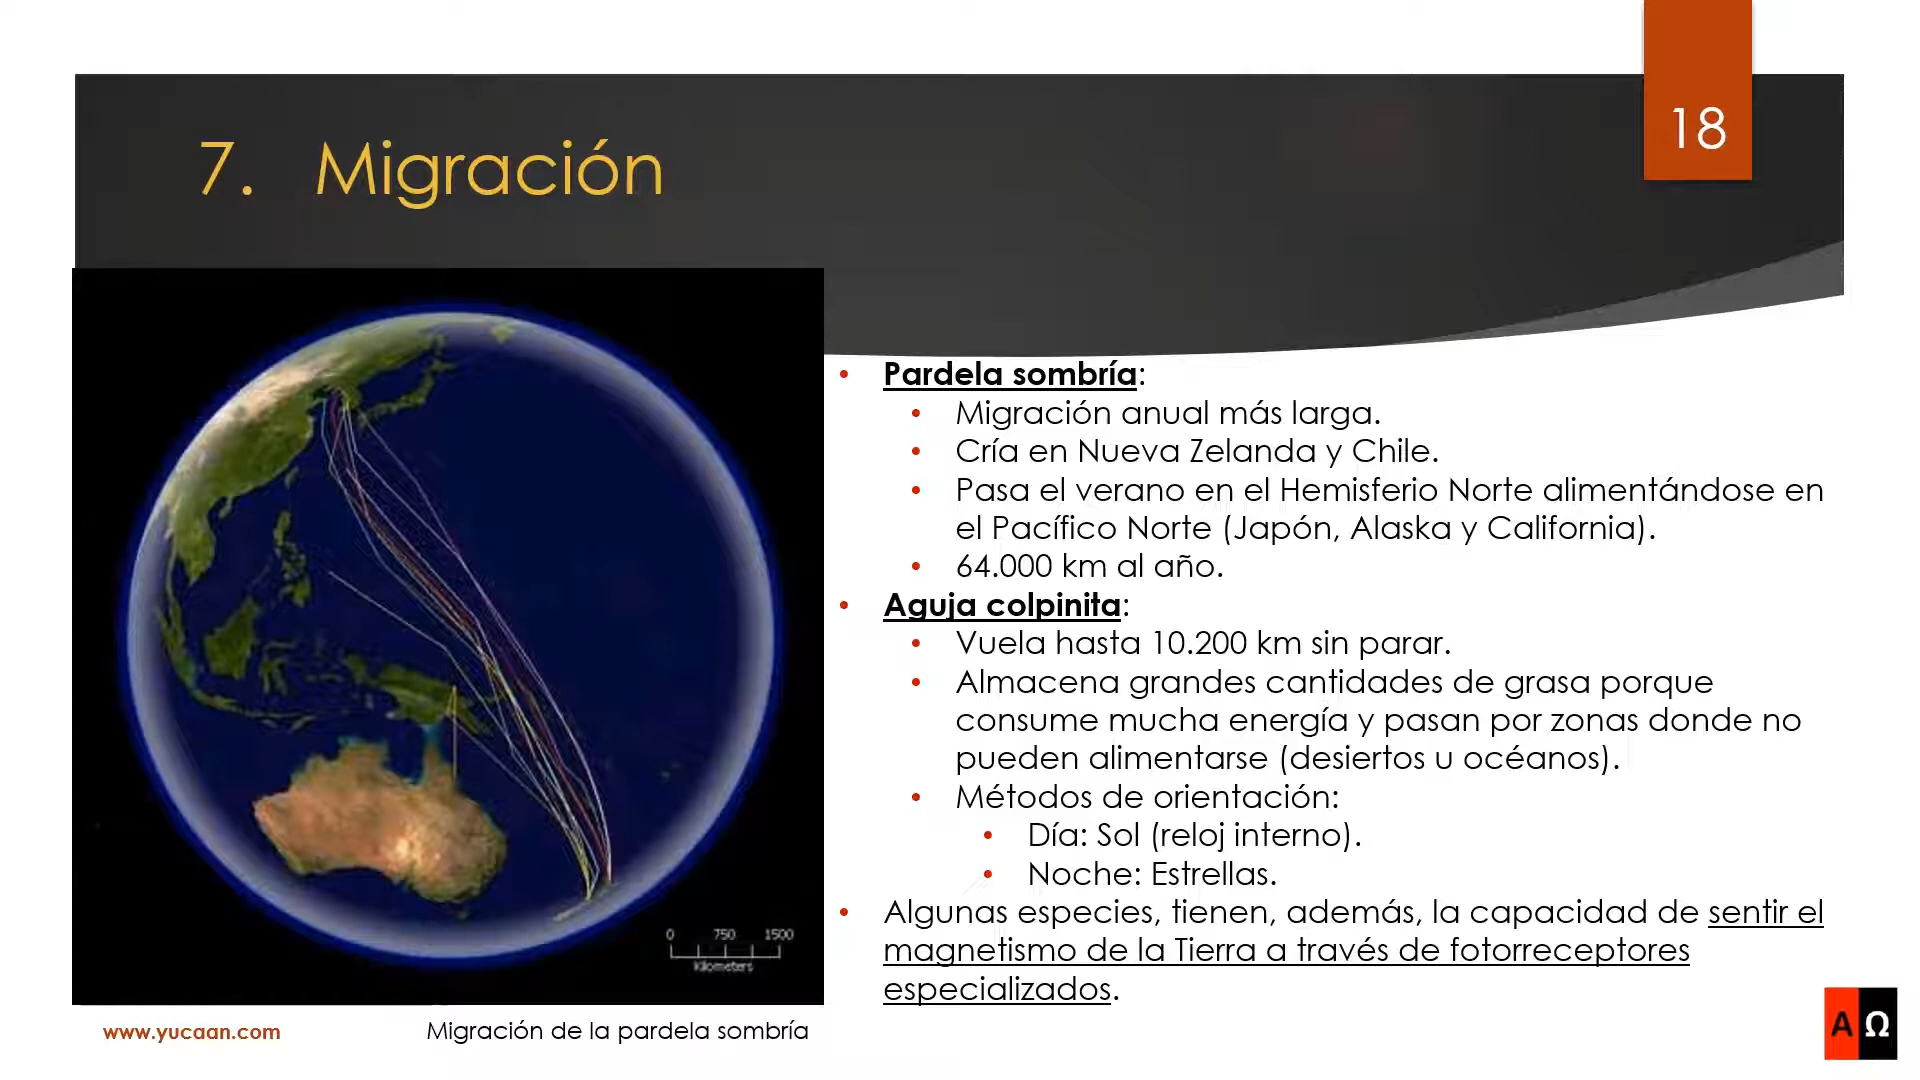 18
7. Migración
• Pardela sombría:
• Migración anual más larga.
• Cría en Nueva Zelanda y Chile.
• Pasa el verano en el Hemisferio Norte alimentándose en
el Pacífico Norte (Japón, Alaska y California).
• 64.000 km al año.
• Aguja colpinita:
• Vuela hasta 10.200 km sin parar.
• Almacena grandes cantidades de grasa porque
consume mucha energía y pasan por zonas donde no
pueden alimentarse (desiertos u océanos).
• Métodos de orientación:
• Día: Sol (reloj interno).
• Noche: Estrellas.
• Algunas especies, tienen, además, la capacidad de sentir el
magnetismo de la Tierra a través de fotorreceptores
especializados.
0 750 1500
Kilometers
www.yucaan.com
Migración de la pardela sombría
A Ω